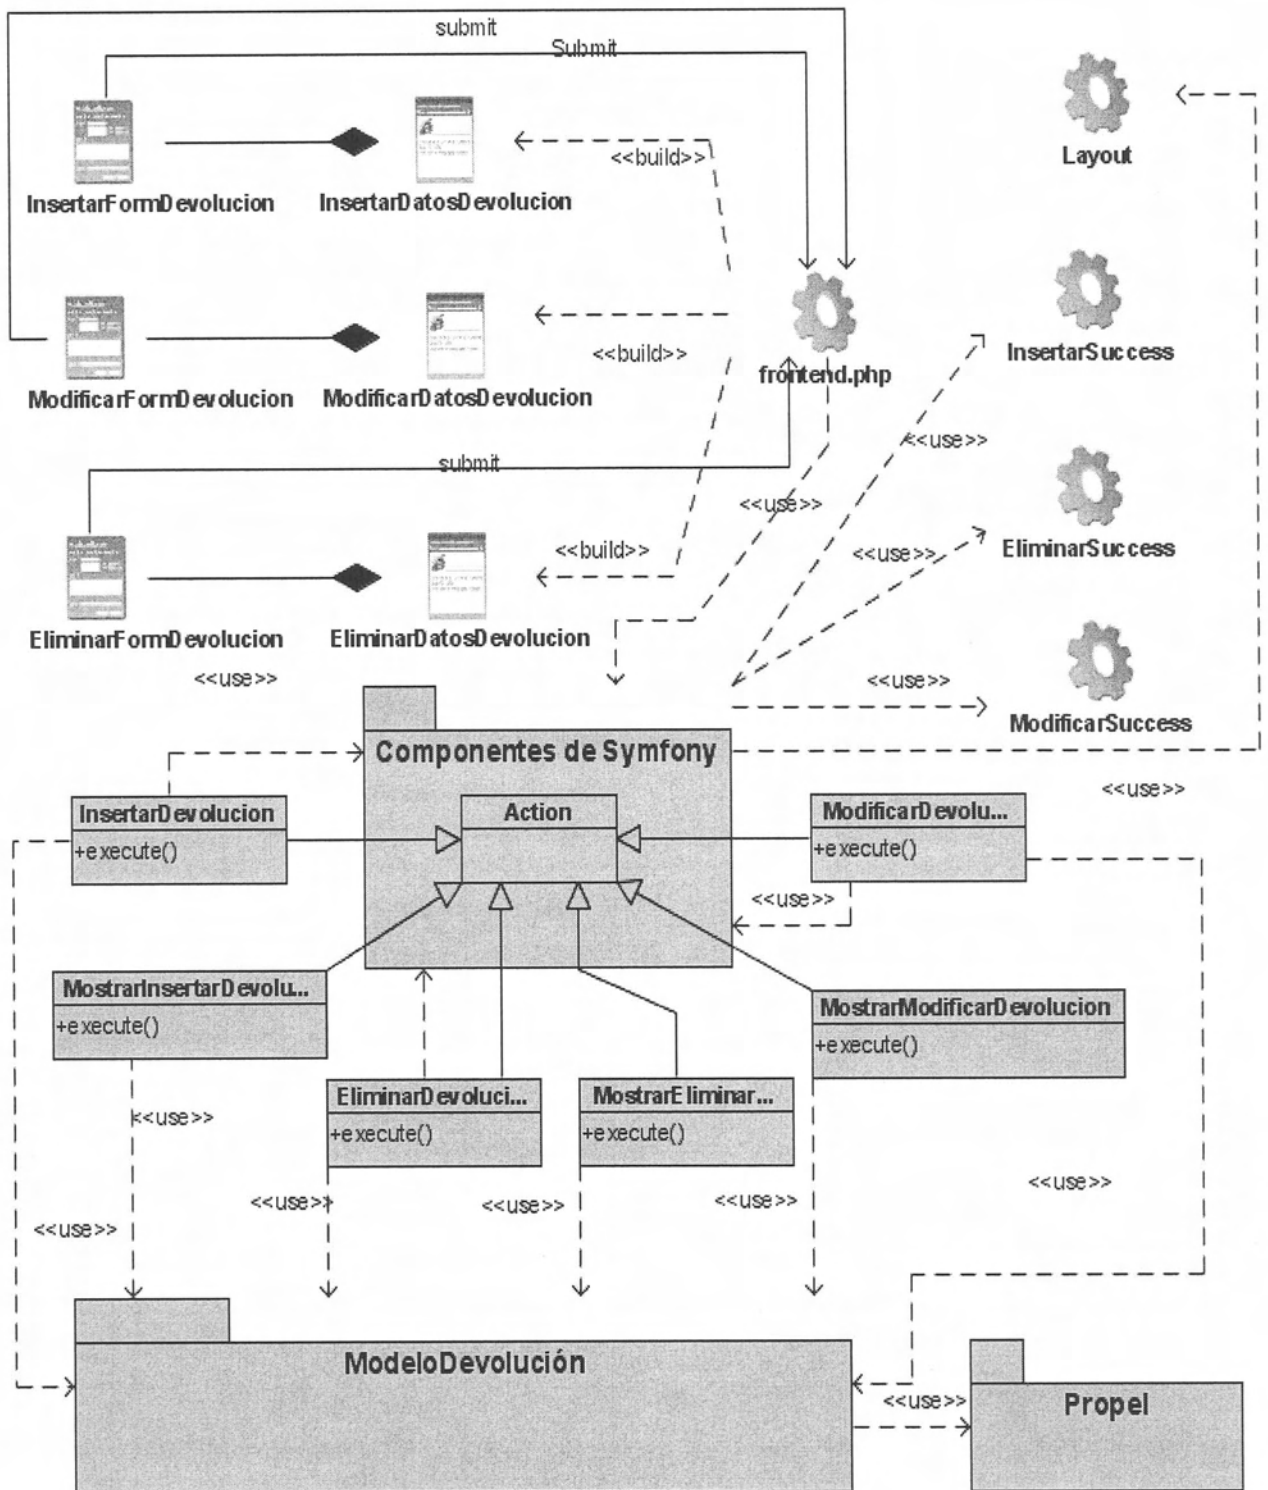 submit
Submit
Layout
<<build>>
InsertarFormDevolucion
InsertarDatosDevolucion
InsertarSuccess
<<build>>
frontend.php
ModificarFormDevolucion
ModificarDatosDevolucion
<<use>>
submit
<<use>>
<<build>>
<<use>>
EliminarSuccess
EliminarFormDevolucion
EliminarDatosDevolucion
<<use>>
<<use>>
ModificarSuccess
Componentes de Symfony
<<use>>
InsertarDevolucion
+execute()
Action
ModificarDevolu...
+execute()
<<use>>
MostrarInsertarDevolu...
+execute()
MostrarModificarDevolucion
+execute()
EliminarDevoluci...
+execute()
MostrarEliminar...
+execute()
<<use>>
<<use>>
<<use>>
<<use>>
<<use>>
<<use>>
ModeloDevolución
<<use>>
Propel